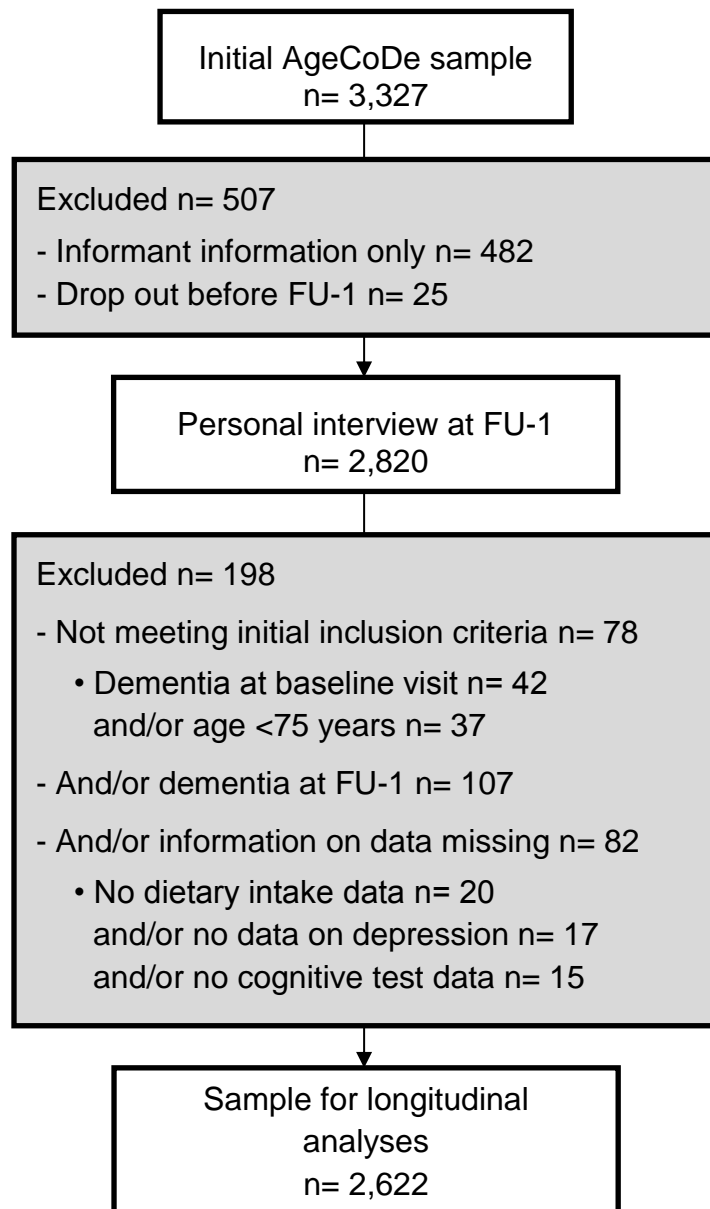 Initial AgeCoDe sample
n= 3,327
Excluded n= 507
- Informant information only n= 482
- Drop out before FU-1 n= 25
Personal interview at FU-1
n= 2,820
Excluded n= 198
- Not meeting initial inclusion criteria n= 78
• Dementia at baseline visit n= 42
and/or age <75 years n= 37
- And/or dementia at FU-1 n= 107
- And/or information on data missing n= 82
• No dietary intake data n= 20
and/or no data on depression n= 17
and/or no cognitive test data n= 15
Sample for longitudinal
analyses
n= 2,622